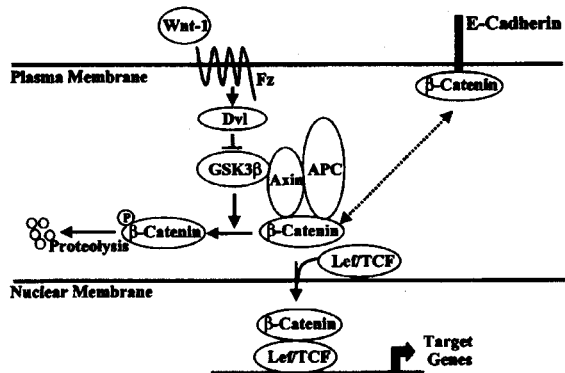 Wnt-1
E-Cadherin
Plasma Membrane
Fz
β-Catenin
Dvl
GSK3β
Axin
APC
P
β-Catenin
β-Catenin
Proteolysis
Lef/TCF
Nuclear Membrane
β-Catenin
Lef/TCF
Target
Genes